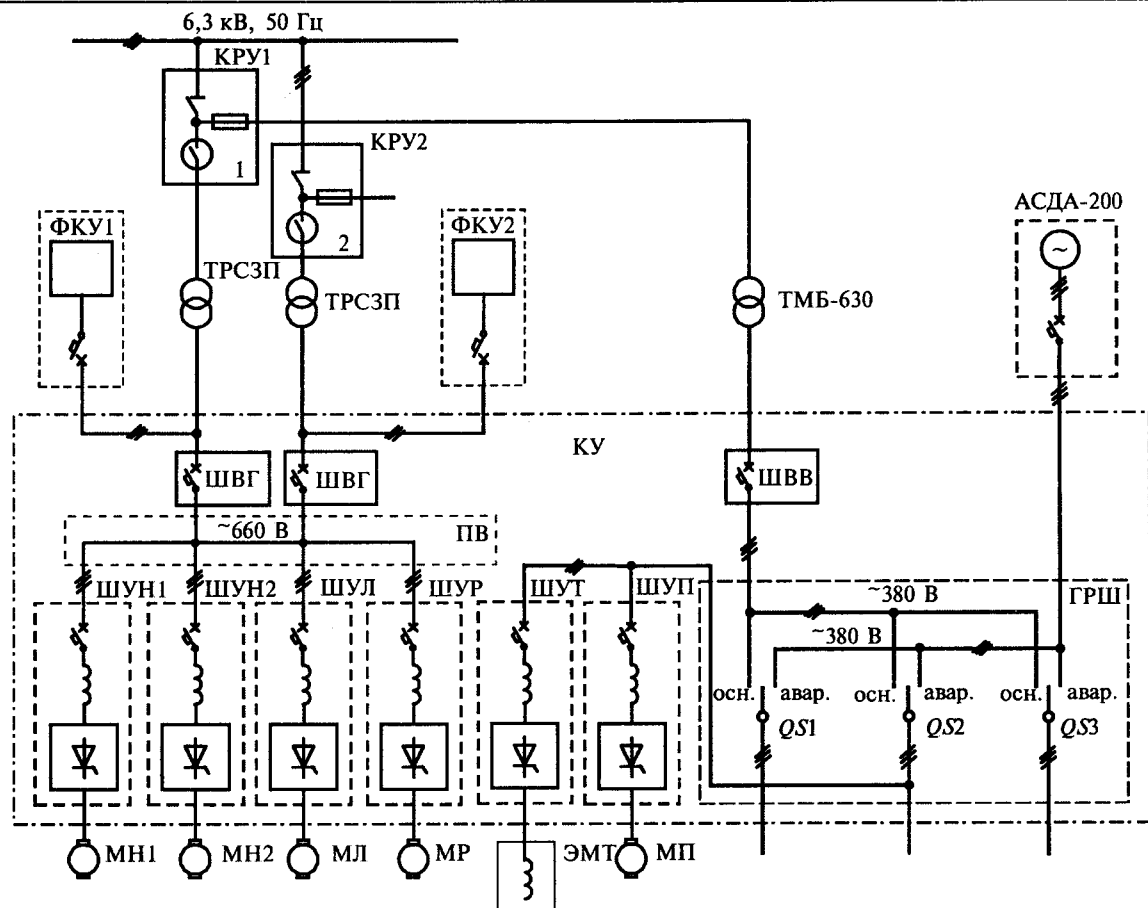 6,3 кВ, 50 Гц
КРУ1
1
КРУ2
2
АСДА-200
~
ФКУ1
ФКУ2
ТРСЗП
ТРСЗП
ТМБ-630
КУ
ШВГ
ШВГ
ШВВ
~660 В
ПВ
ШУН1
ШУН2
ШУЛ
ШУР
ШУТ
ШУП
~380 В
ГРШ
~380 В
осн.
авар.
осн.
авар.
осн.
авар.
QS1
QS2
QS3
МН1
МН2
МЛ
МР
ЭМТ
МП